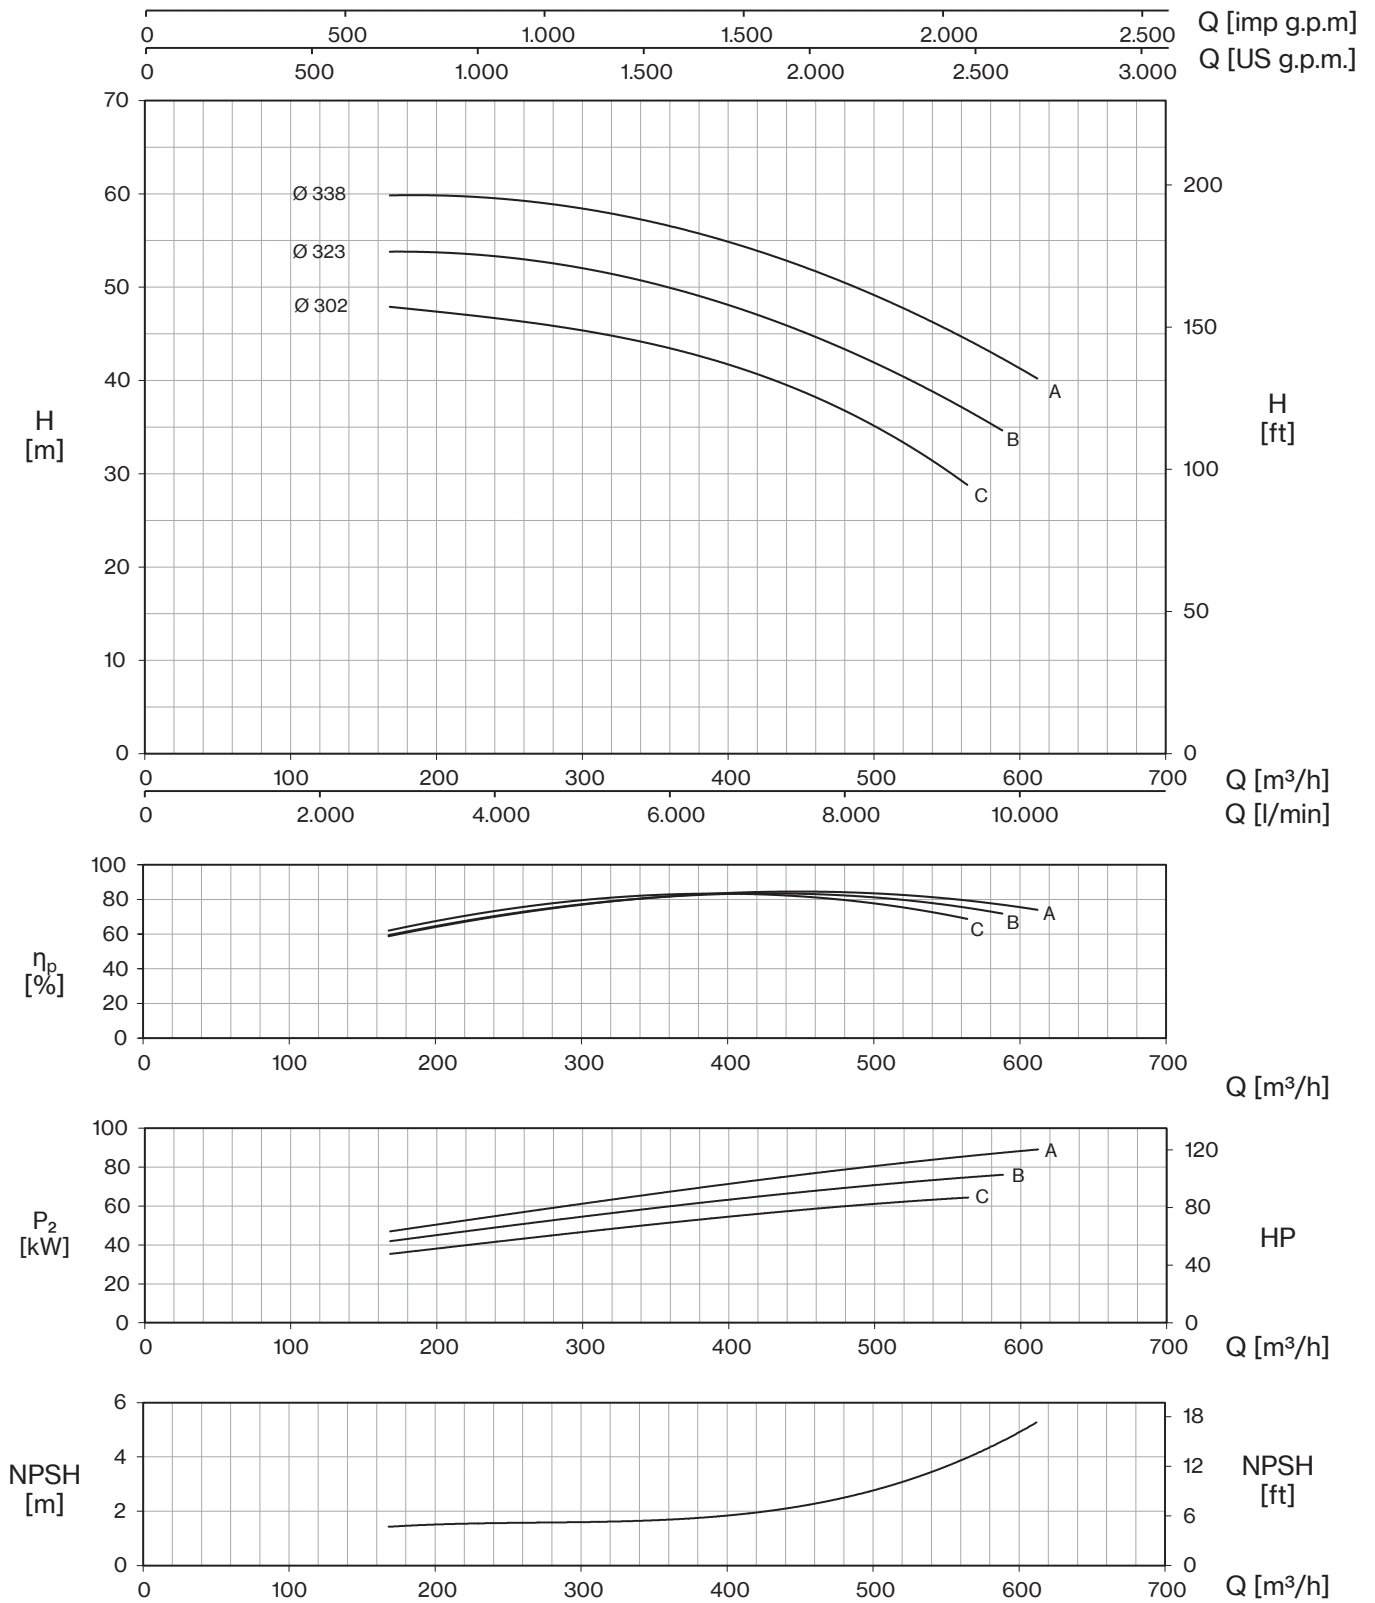 0 500 1.000 1.500 2.000 2.500 Q [imp g.p.m]
0 500 1.000 1.500 2.000 2.500 3.000 Q [US g.p.m.]
70
60
50
40
30
20
10
0
H
[m]
Ø 338
Ø 323
Ø 302
A
B
C
200
150
100
50
0
H
[ft]
0 100 200 300 400 500 600 700 Q [m³/h]
0 2.000 4.000 6.000 8.000 10.000 Q [l/min]
100
80
60
40
20
0
ηp
[%]
A
B
C
0 100 200 300 400 500 600 700
Q [m³/h]
100
80
60
40
20
0
P₂
[kW]
A
B
C
120
80
40
0
HP
0 100 200 300 400 500 600 700 Q [m³/h]
6
4
2
0
NPSH
[m]
18
12
6
0
NPSH
[ft]
0 100 200 300 400 500 600 700 Q [m³/h]